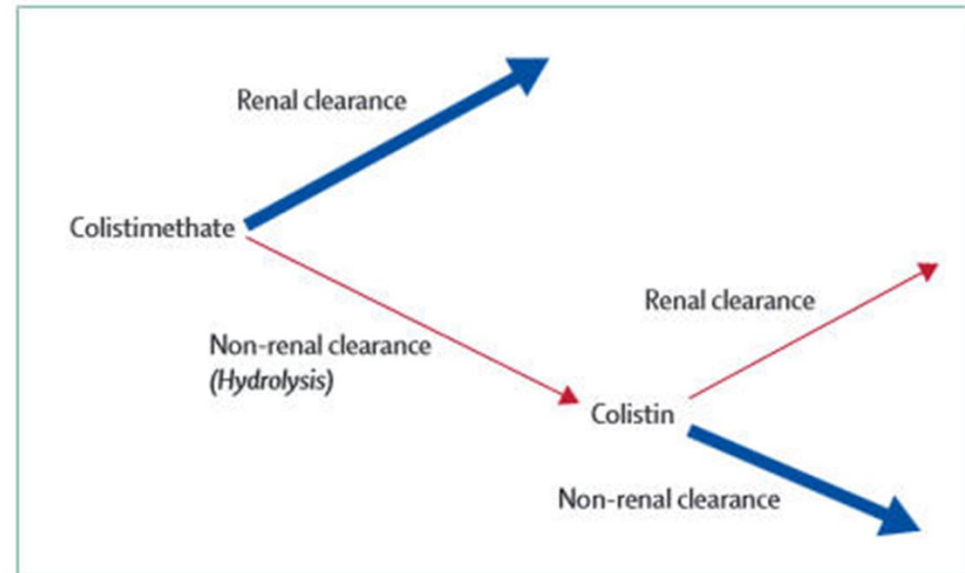 Renal clearance
Colistimethate
Renal clearance
Non-renal clearance
(Hydrolysis)
Colistin
Non-renal clearance